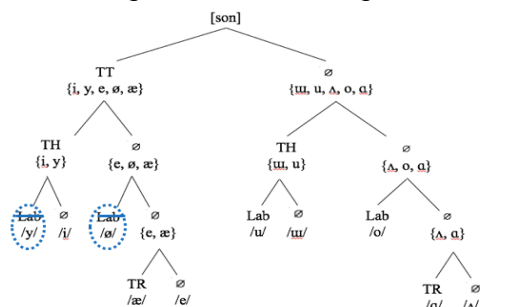 [son]
TT ∅
{i, y, e, ø, æ} {ɯ, u, ʌ, o, ɑ}
TH ∅ TH ∅
{i, y} {e, ø, æ} {ɯ, u} {ʌ, o, ɑ}
Lab ∅ Lab ∅ Lab ∅ Lab ∅
/y/ /i/ /ø/ {e, æ} /u/ /ɯ/ /o/ {ʌ, ɑ}
TR ∅ TR ∅
/æ/ /e/ /ɑ/ /ʌ/